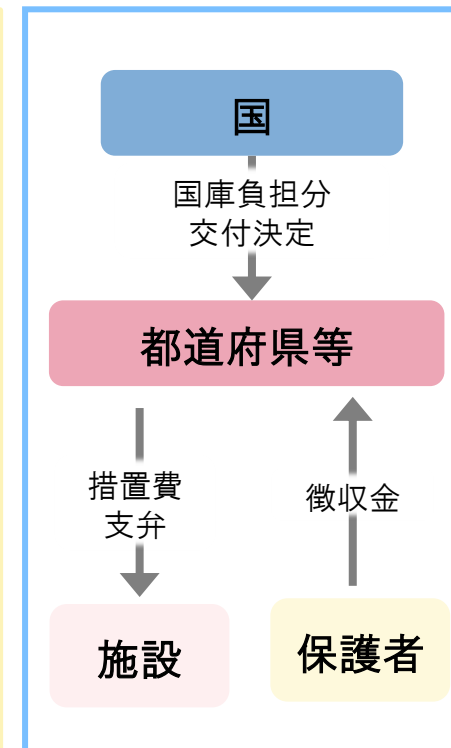 国
国庫負担分
交付決定
都道府県等
措置費
支弁
徴収金
施設
保護者